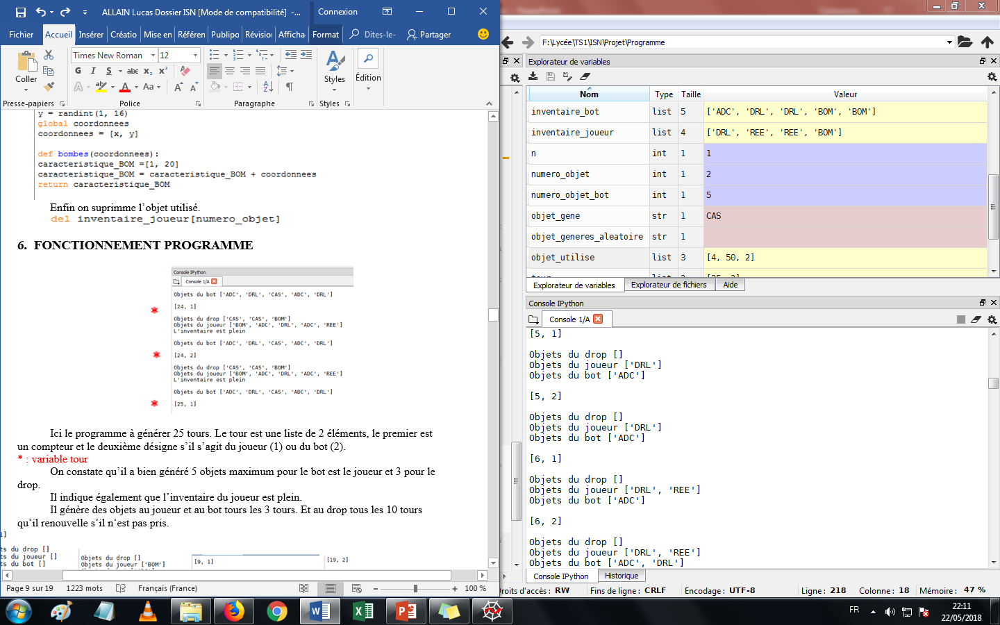 ALLAIN Lucas Dossier ISN [Mode de compatibilité] -...
Connexion
Fichier
Accueil
Insérer
Créatio
Mise en
Référen
Publipo
Révision
Afficha
Format
Dites-le-
Partager
Coller
Presse-papiers
Times New Roman
12
G I S abc x₂ x²
A ab A Aa A A
Police
Paragraphe
Styles
Styles
Édition
y = randint(1, 16)
global coordonnees
coordonnees = [x, y]
def bombes(coordonnees):
caracteristique_BOM =[1, 20]
caracteristique_BOM = caracteristique_BOM + coordonnees
return caracteristique_BOM
Enfin on suprimme l’objet utilisé.
del inventaire_joueur[numero_objet]
6. FONCTIONNEMENT PROGRAMME
Console IPython
Console 1/A
Objets du bot ['ADC', 'DRL', 'CAS', 'ADC', 'DRL']
[24, 1]
Objets du drop ['CAS', 'CAS', 'BOM']
Objets du joueur ['BOM', 'ADC', 'DRL', 'ADC', 'REE']
L'inventaire est plein
Objets du bot ['ADC', 'DRL', 'CAS', 'ADC', 'DRL']
[24, 2]
Objets du drop ['CAS', 'CAS', 'BOM']
Objets du joueur ['BOM', 'ADC', 'DRL', 'ADC', 'REE']
L'inventaire est plein
Objets du bot ['ADC', 'DRL', 'CAS', 'ADC', 'DRL']
[25, 1]
Ici le programme à générer 25 tours. Le tour est une liste de 2 éléments, le premier est
un compteur et le deuxième désigne s’il s’agit du joueur (1) ou du bot (2).
* : variable tour
On constate qu’il a bien généré 5 objets maximum pour le bot est le joueur et 3 pour le
drop.
Il indique également que l’inventaire du joueur est plein.
Il génère des objets au joueur et au bot tours les 3 tours. Et au drop tous les 10 tours
qu’il renouvelle s’il n’est pas pris.
1]
ts du drop []
ts du joueur []
ts du bot []
Objets du drop []
Objets du joueur ['BOM']
[9, 1]
[19, 2]
Page 9 sur 19
1223 mots
Français (France)
100 %
F:\Lycée\TS1\ISN\Projet\Programme
Explorateur de variables
Nom Type Taille Valeur
inventaire_bot list 5 ['ADC', 'DRL', 'DRL', 'BOM', 'BOM']
inventaire_joueur list 4 ['DRL', 'REE', 'REE', 'BOM']
n int 1 1
numero_objet int 1 2
numero_objet_bot int 1 5
objet_gene str 1 CAS
objet_generes_aleatoire str 1
objet_utilise list 3 [4, 50, 2]
tour list 2 [25, 2]
Explorateur de variables
Explorateur de fichiers
Aide
Console IPython
Console 1/A
[5, 1]
Objets du drop []
Objets du joueur ['DRL']
Objets du bot ['ADC']
[5, 2]
Objets du drop []
Objets du joueur ['DRL']
Objets du bot ['ADC']
[6, 1]
Objets du drop []
Objets du joueur ['DRL', 'REE']
Objets du bot ['ADC']
[6, 2]
Objets du drop []
Objets du joueur ['DRL', 'REE']
Objets du bot ['ADC', 'DRL']
Console IPython
Historique
Droits d'accès : RW
Fins de ligne : CRLF
Encodage : UTF-8
Ligne : 218
Colonne : 18
Mémoire : 47 %
FR
22:11
22/05/2018